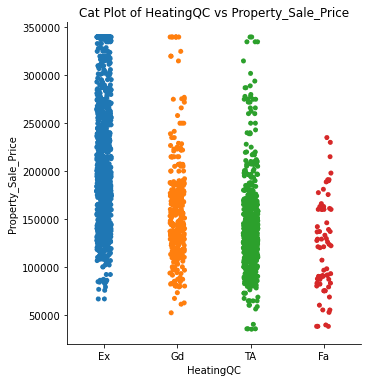 Cat Plot of HeatingQC vs Property_Sale_Price
350000
300000
250000
200000
150000
100000
50000
Property_Sale_Price
Ex Gd TA Fa
HeatingQC